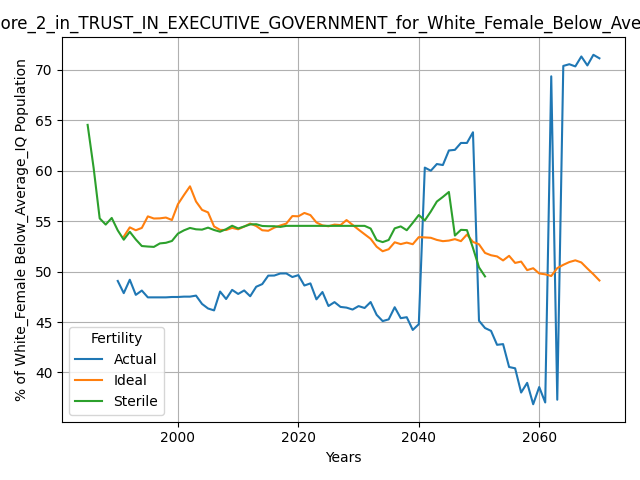 ore_2_in_TRUST_IN_EXECUTIVE_GOVERNMENT_for_White_Female_Below_Ave
% of White_Female Below_Average_IQ Population
70
65
60
55
50
45
40
Fertility
Actual
Ideal
Sterile
2000
2020
2040
2060
Years